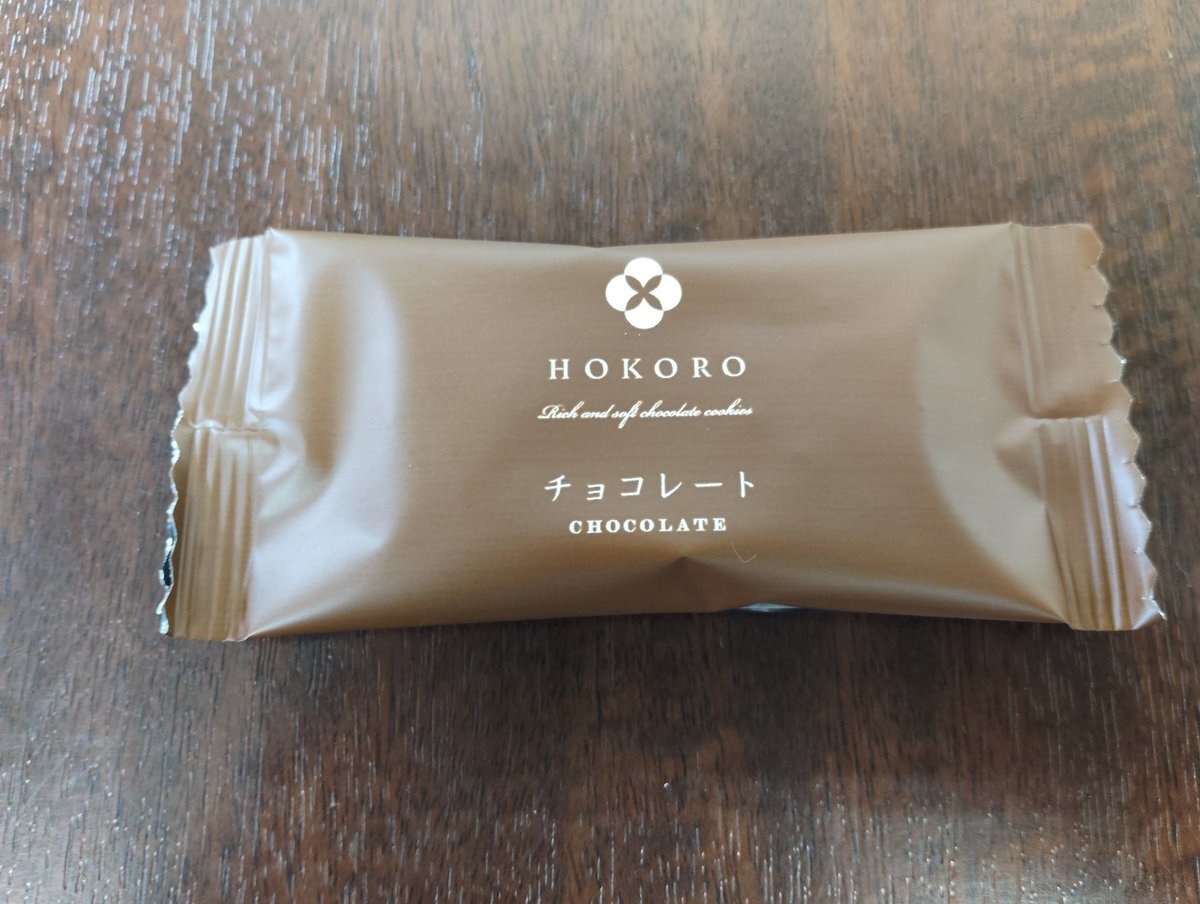 HOKORO
Rich and soft chocolate cookies
チョコレート
CHOCOLATE